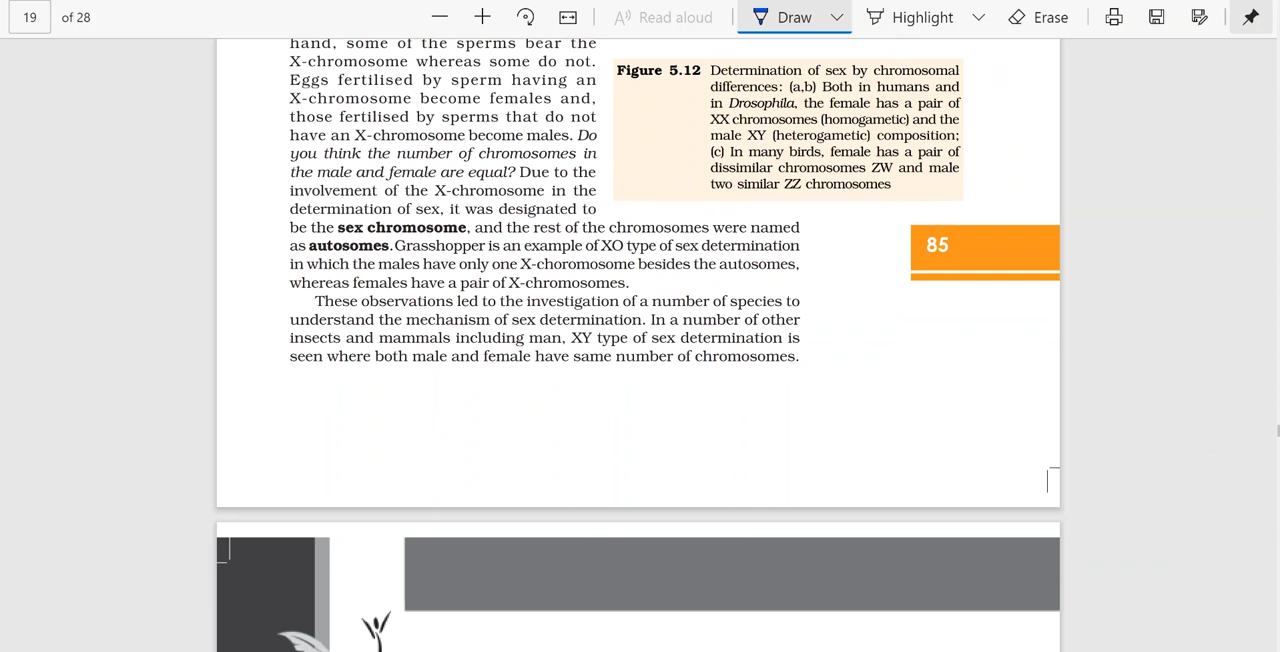 19 of 28 Read aloud Draw Highlight Erase
hand, some of the sperms bear the
X-chromosome whereas some do not.
Eggs fertilised by sperm having an
X-chromosome become females and,
those fertilised by sperms that do not
have an X-chromosome become males. Do
you think the number of chromosomes in
the male and female are equal? Due to the
involvement of the X-chromosome in the
determination of sex, it was designated to
be the sex chromosome, and the rest of the chromosomes were named
as autosomes. Grasshopper is an example of XO type of sex determination
in which the males have only one X-choromosome besides the autosomes,
whereas females have a pair of X-chromosomes.
These observations led to the investigation of a number of species to
understand the mechanism of sex determination. In a number of other
insects and mammals including man, XY type of sex determination is
seen where both male and female have same number of chromosomes.
Figure 5.12 Determination of sex by chromosomal
differences: (a,b) Both in humans and
in Drosophila, the female has a pair of
XX chromosomes (homogametic) and the
male XY (heterogametic) composition;
(c) In many birds, female has a pair of
dissimilar chromosomes ZW and male
two similar ZZ chromosomes
85